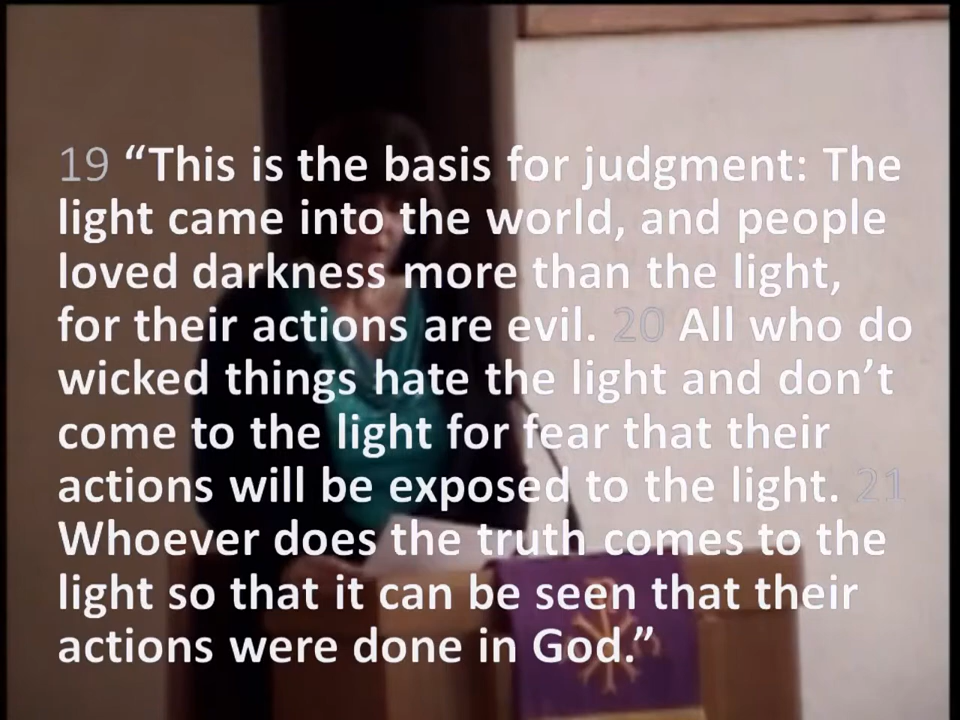 19 “This is the basis for judgment: The
light came into the world, and people
loved darkness more than the light,
for their actions are evil. 20 All who do
wicked things hate the light and don’t
come to the light for fear that their
actions will be exposed to the light. 21
Whoever does the truth comes to the
light so that it can be seen that their
actions were done in God.”